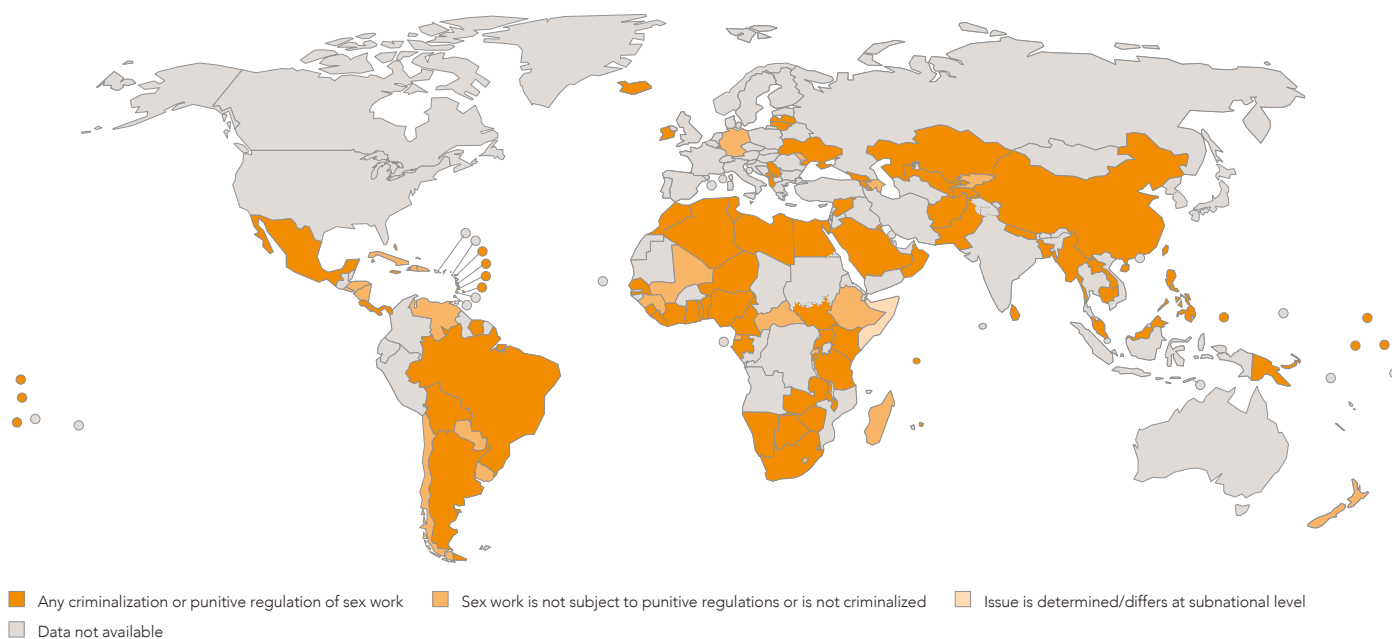 Any criminalization or punitive regulation of sex work
Sex work is not subject to punitive regulations or is not criminalized
Issue is determined/differs at subnational level
Data not available